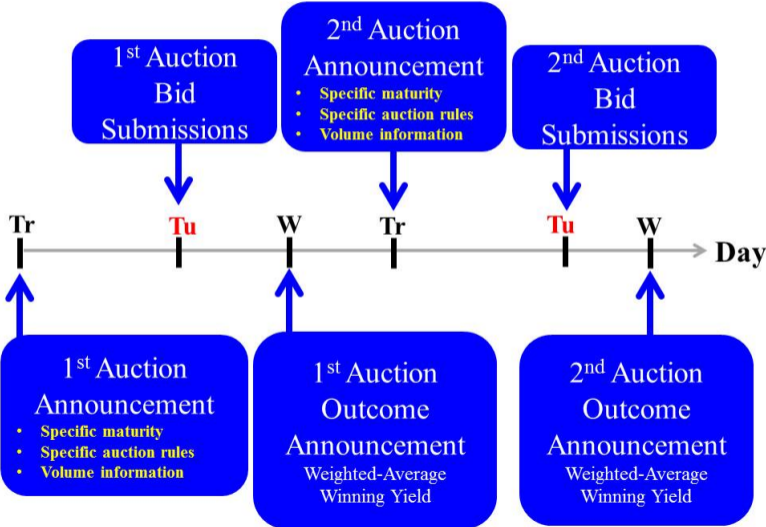 1st Auction
Bid
Submissions
2nd Auction
Announcement
• Specific maturity
• Specific auction rules
• Volume information
2nd Auction
Bid
Submissions
Tr
Tu
W
Tr
Tu
W
Day
1st Auction
Announcement
• Specific maturity
• Specific auction rules
• Volume information
1st Auction
Outcome
Announcement
Weighted-Average
Winning Yield
2nd Auction
Outcome
Announcement
Weighted-Average
Winning Yield